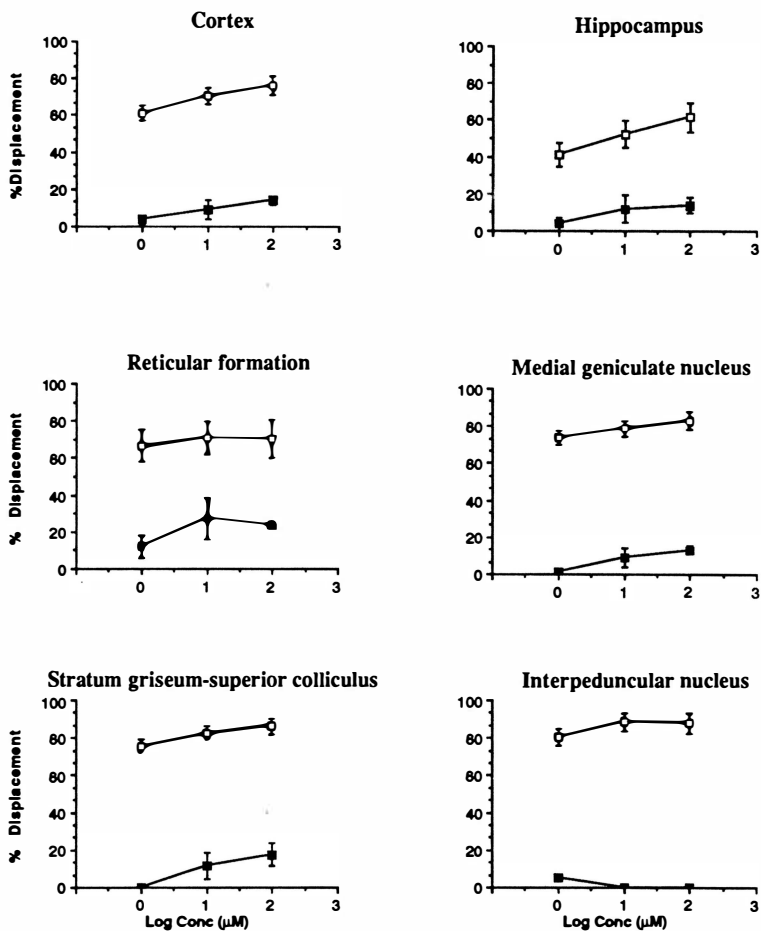 Cortex
%Displacement
100
80
60
40
20
0
0 1 2 3
Hippocampus
100
80
60
40
20
0
0 1 2 3
Reticular formation
% Displacement
100
80
60
40
20
0
0 1 2 3
Medial geniculate nucleus
100
80
60
40
20
0
0 1 2 3
Stratum griseum-superior colliculus
% Displacement
100
80
60
40
20
0
0 1 2 3
Log Conc (μM)
Interpeduncular nucleus
100
80
60
40
20
0
0 1 2 3
Log Conc (μM)